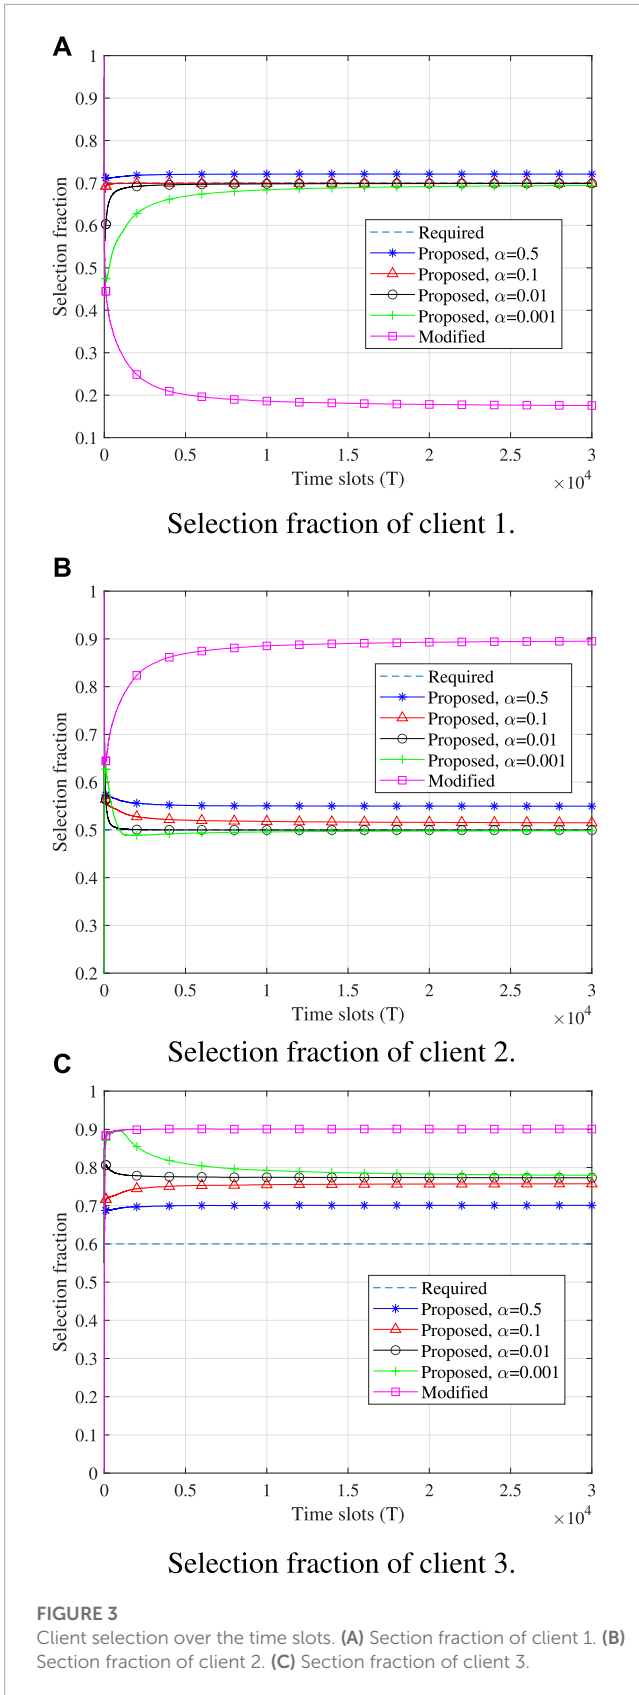 A
1
0.9
0.8
0.7
0.6
0.5
0.4
0.3
0.2
0.1
Selection fraction
Required
Proposed, α=0.5
Proposed, α=0.1
Proposed, α=0.01
Proposed, α=0.001
Modified
0 0.5 1 1.5 2 2.5 3
Time slots (T) ×10⁴
Selection fraction of client 1.
B
1
0.9
0.8
0.7
0.6
0.5
0.4
0.3
0.2
Selection fraction
Required
Proposed, α=0.5
Proposed, α=0.1
Proposed, α=0.01
Proposed, α=0.001
Modified
0 0.5 1 1.5 2 2.5 3
Time slots (T) ×10⁴
Selection fraction of client 2.
C
1
0.9
0.8
0.7
0.6
0.5
0.4
0.3
0.2
0.1
0
Selection fraction
Required
Proposed, α=0.5
Proposed, α=0.1
Proposed, α=0.01
Proposed, α=0.001
Modified
0 0.5 1 1.5 2 2.5 3
Time slots (T) ×10⁴
Selection fraction of client 3.
FIGURE 3
Client selection over the time slots. (A) Section fraction of client 1. (B)
Section fraction of client 2. (C) Section fraction of client 3.